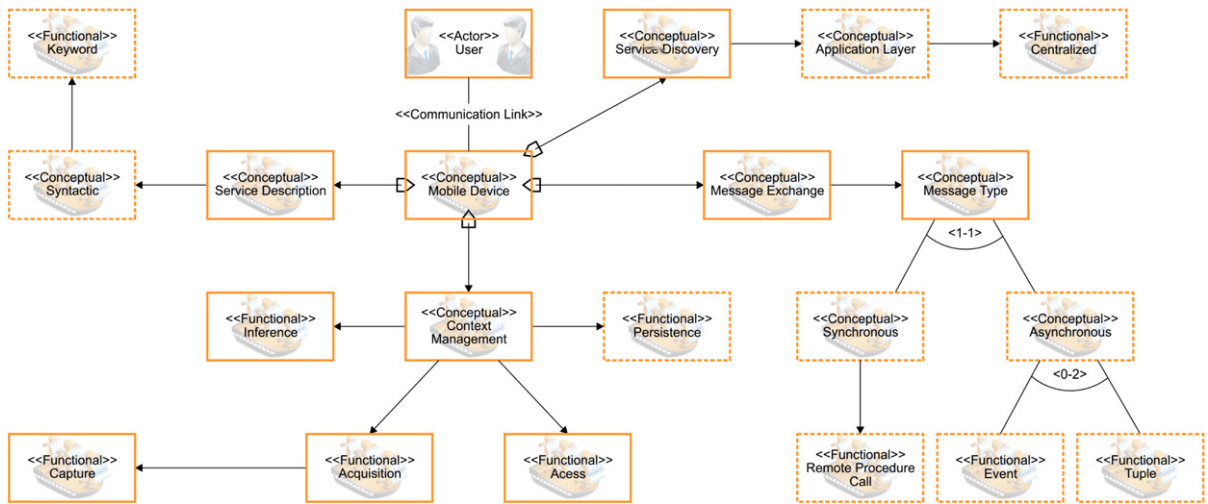 <<Functional>>
Keyword
<<Actor>>
User
<<Conceptual>>
Service Discovery
<<Conceptual>>
Application Layer
<<Functional>>
Centralized
<<Communication Link>>
<<Conceptual>>
Syntactic
<<Conceptual>>
Service Description
<<Conceptual>>
Mobile Device
<<Conceptual>>
Message Exchange
<<Conceptual>>
Message Type
<1-1>
<<Functional>>
Inference
<<Conceptual>>
Context
Management
<<Functional>>
Persistence
<<Conceptual>>
Synchronous
<<Conceptual>>
Asynchronous
<0-2>
<<Functional>>
Capture
<<Functional>>
Acquisition
<<Functional>>
Acess
<<Functional>>
Remote Procedure
Call
<<Functional>>
Event
<<Functional>>
Tuple